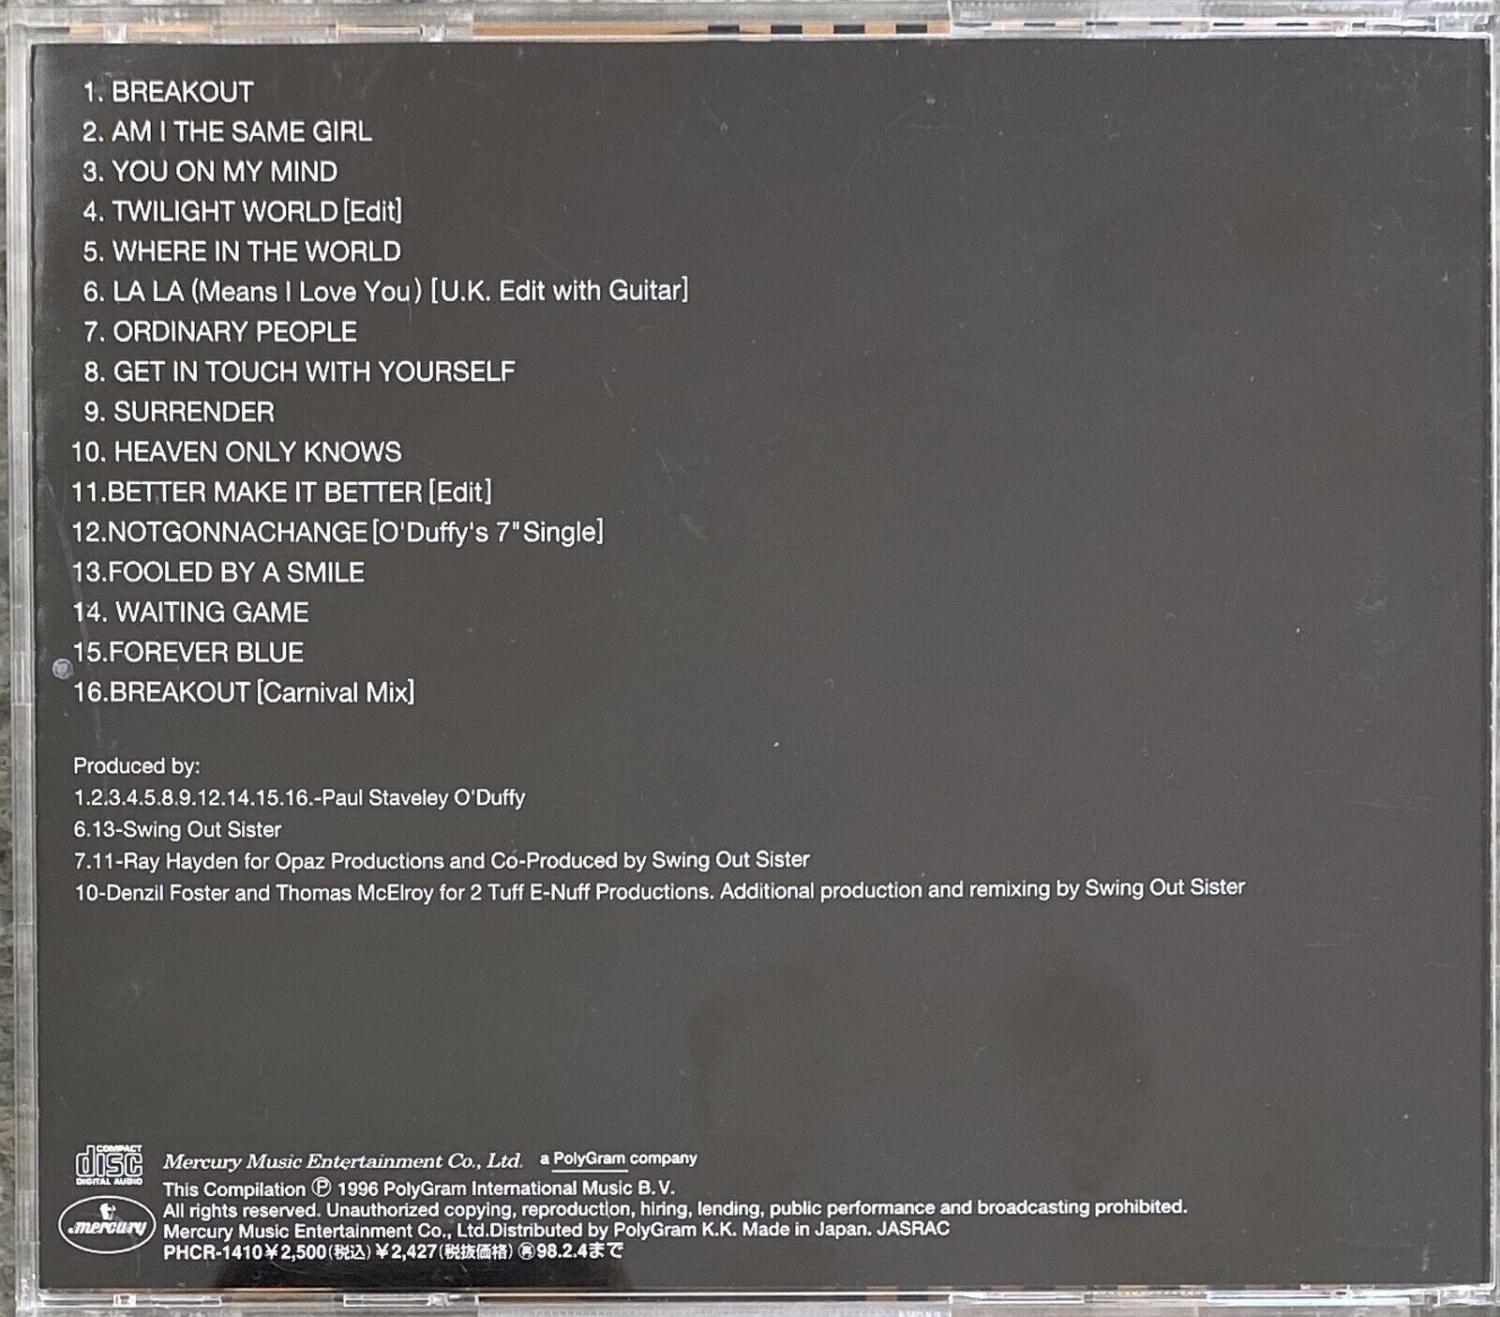 1. BREAKOUT
2. AM I THE SAME GIRL
3. YOU ON MY MIND
4. TWILIGHT WORLD [Edit]
5. WHERE IN THE WORLD
6. LA LA (Means I Love You) [U.K. Edit with Guitar]
7. ORDINARY PEOPLE
8. GET IN TOUCH WITH YOURSELF
9. SURRENDER
10. HEAVEN ONLY KNOWS
11.BETTER MAKE IT BETTER [Edit]
12.NOTGONNACHANGE [O'Duffy's 7" Single]
13.FOOLED BY A SMILE
14. WAITING GAME
15.FOREVER BLUE
16.BREAKOUT [Carnival Mix]
Produced by:
1.2.3.4.5.8.9.12.14.15.16.-Paul Staveley O'Duffy
6.13-Swing Out Sister
7.11-Ray Hayden for Opaz Productions and Co-Produced by Swing Out Sister
10-Denzil Foster and Thomas McElroy for 2 Tuff E-Nuff Productions. Additional production and remixing by Swing Out Sister
COMPACT
disc
DIGITAL AUDIO
Mercury Music Entertainment Co., Ltd. a PolyGram company
mercury
This Compilation Ⓟ 1996 PolyGram International Music B.V.
All rights reserved. Unauthorized copying, reproduction, hiring, lending, public performance and broadcasting prohibited.
Mercury Music Entertainment Co., Ltd.Distributed by PolyGram K.K. Made in Japan. JASRAC
PHCR-1410 ¥2,500(税込) ¥2,427(税抜価格) Ⓡ98.2.4まで